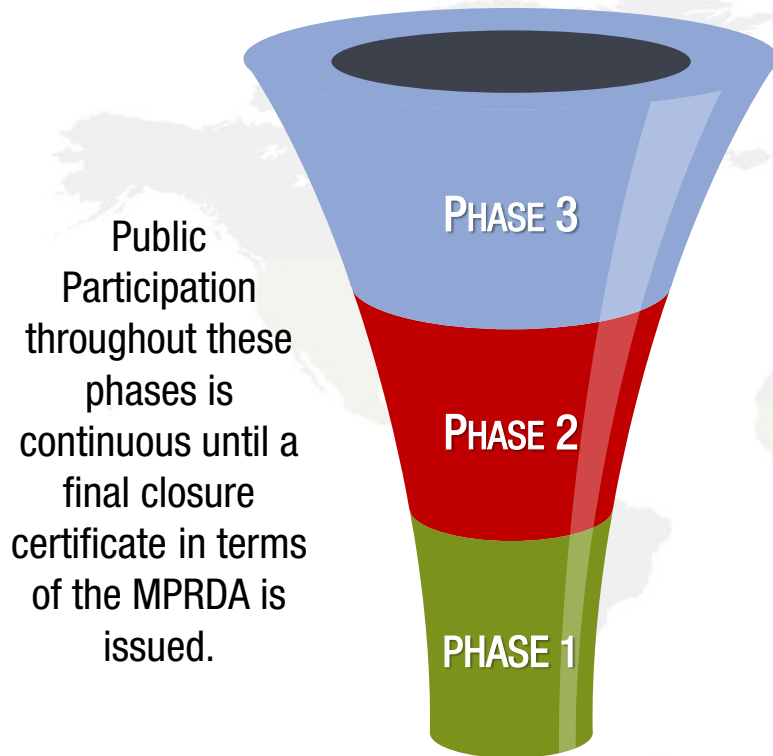 PHASE 3
Public
Participation
throughout these
phases is
continuous until a
final closure
certificate in terms
of the MPRDA is
issued.
PHASE 2
PHASE 1